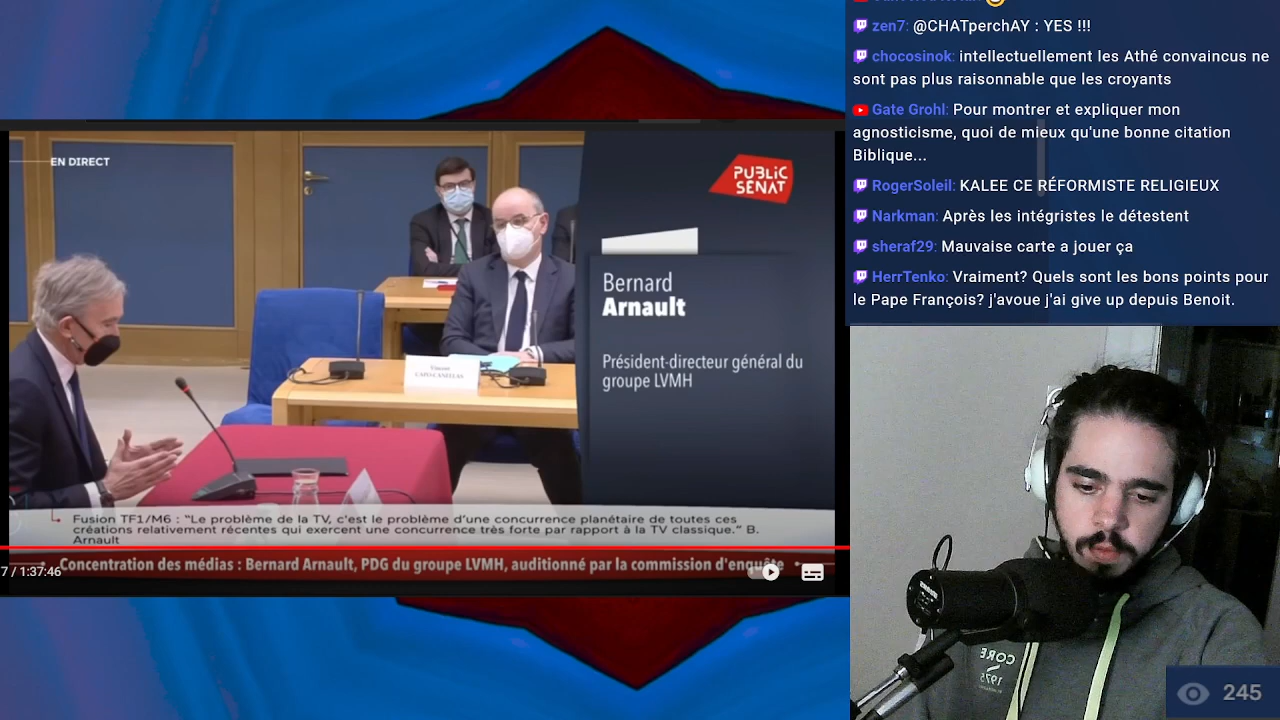 zen7: @CHATperchAY : YES !!!
chocosinok: intellectuellement les Athé convaincus ne
sont pas plus raisonnable que les croyants
Gate Grohl: Pour montrer et expliquer mon
agnosticisme, quoi de mieux qu'une bonne citation
Biblique...
RogerSoleil: KALEE CE RÉFORMISTE RELIGIEUX
Narkman: Après les intégristes le détestent
sheraf29: Mauvaise carte a jouer ça
HerrTenko: Vraiment? Quels sont les bons points pour
le Pape François? j'avoue j'ai give up depuis Benoit.
EN DIRECT
PUBLIC
SENAT
Bernard
Arnault
Président-directeur général du
groupe LVMH
Vincent
Fusion TF1/M6 : "Le problème de la TV, c'est le problème d'une concurrence planétaire de toutes ces
créations relativement récentes qui exercent une concurrence très forte par rapport à la TV classique." B.
Arnault
Concentration des médias : Bernard Arnault, PDG du groupe LVMH, auditionné par la commission d'enquête
7 / 1:37:46
CORE
1975
245